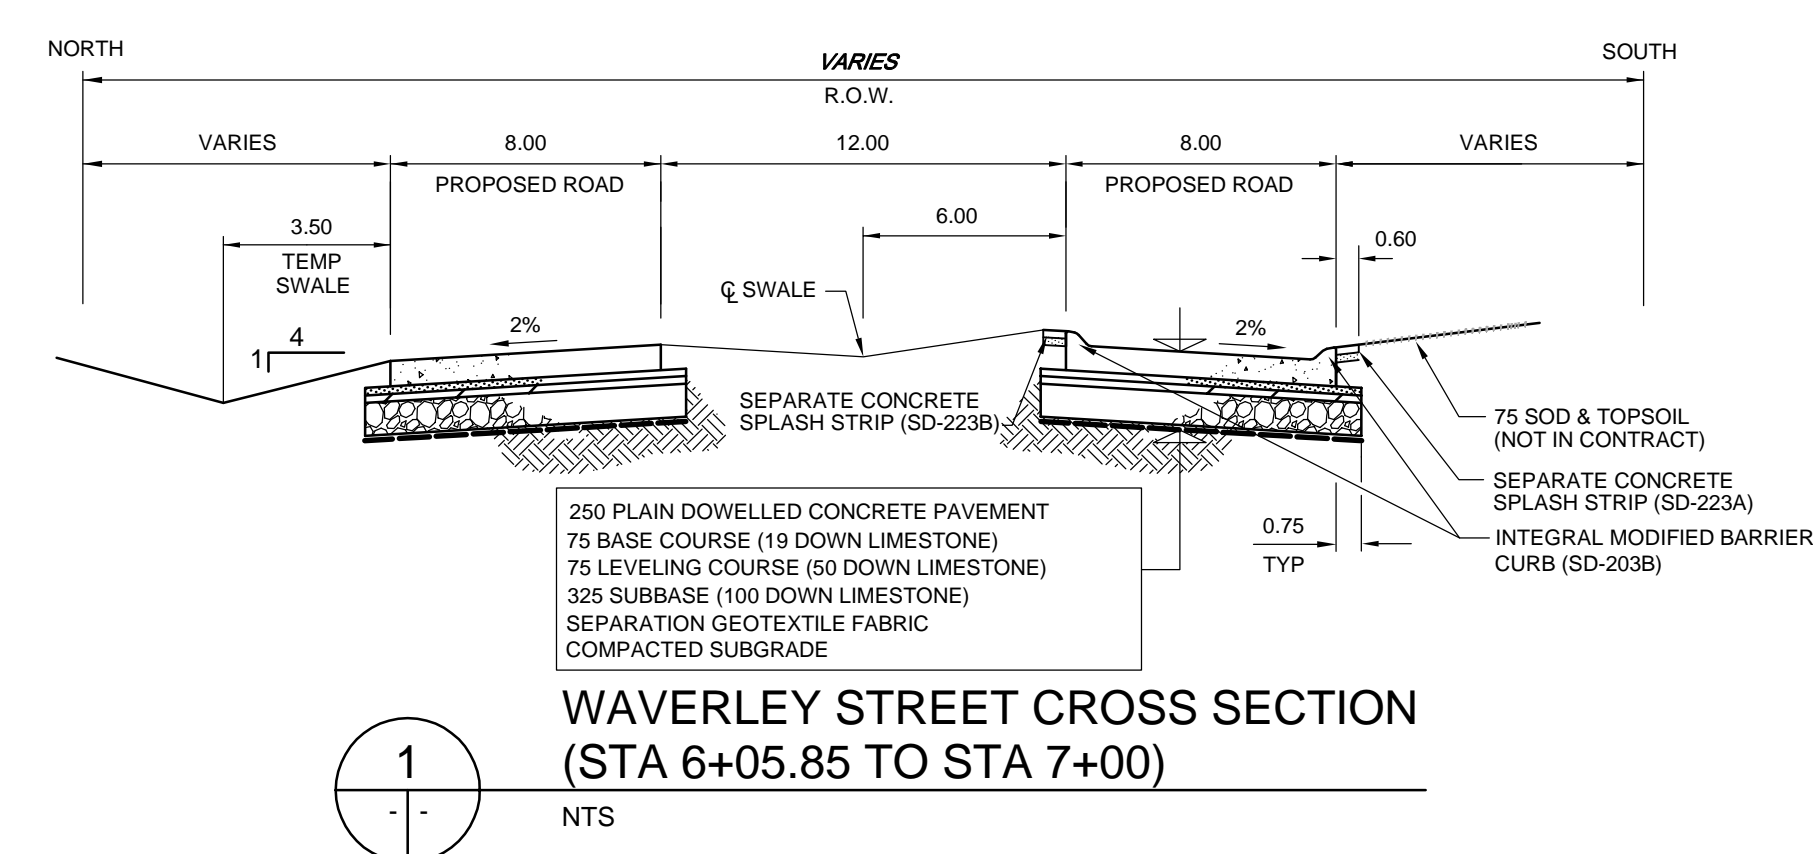 NORTH
VARIES
SOUTH
R.O.W.
VARIES
8.00
12.00
8.00
VARIES
PROPOSED ROAD
PROPOSED ROAD
3.50
TEMP
SWALE
6.00
0.60
℄ SWALE
1
4
2%
2%
SEPARATE CONCRETE
SPLASH STRIP (SD-223B)
75 SOD & TOPSOIL
(NOT IN CONTRACT)
SEPARATE CONCRETE
SPLASH STRIP (SD-223A)
INTEGRAL MODIFIED BARRIER
CURB (SD-203B)
0.75
TYP
250 PLAIN DOWELLED CONCRETE PAVEMENT
75 BASE COURSE (19 DOWN LIMESTONE)
75 LEVELING COURSE (50 DOWN LIMESTONE)
325 SUBBASE (100 DOWN LIMESTONE)
SEPARATION GEOTEXTILE FABRIC
COMPACTED SUBGRADE
WAVERLEY STREET CROSS SECTION
(STA 6+05.85 TO STA 7+00)
1
- -
NTS